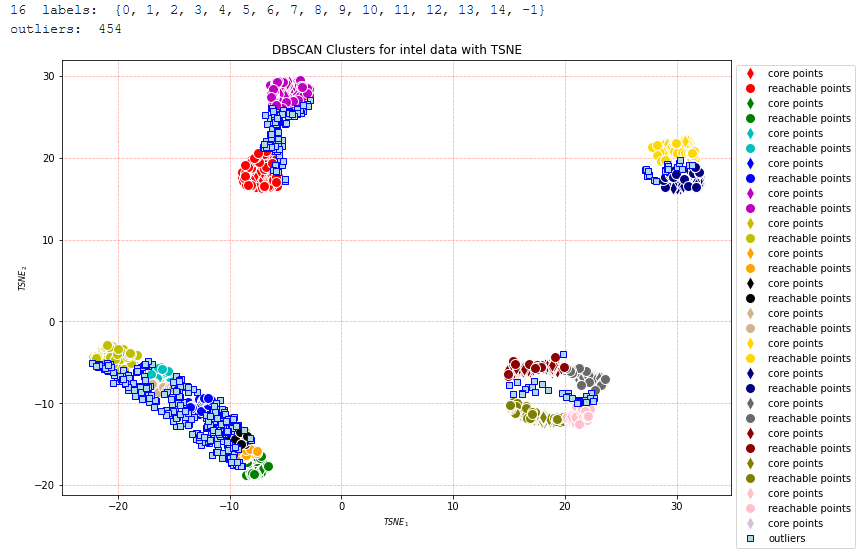 16 labels: {0, 1, 2, 3, 4, 5, 6, 7, 8, 9, 10, 11, 12, 13, 14, -1}
outliers: 454
DBSCAN Clusters for intel data with TSNE
30
20
10
0
−10
−20
TSNE2
−20
−10
0
10
20
30
TSNE1
core points
reachable points
core points
reachable points
core points
reachable points
core points
reachable points
core points
reachable points
core points
reachable points
core points
reachable points
core points
reachable points
core points
reachable points
core points
reachable points
core points
reachable points
core points
reachable points
core points
reachable points
core points
reachable points
core points
reachable points
core points
outliers